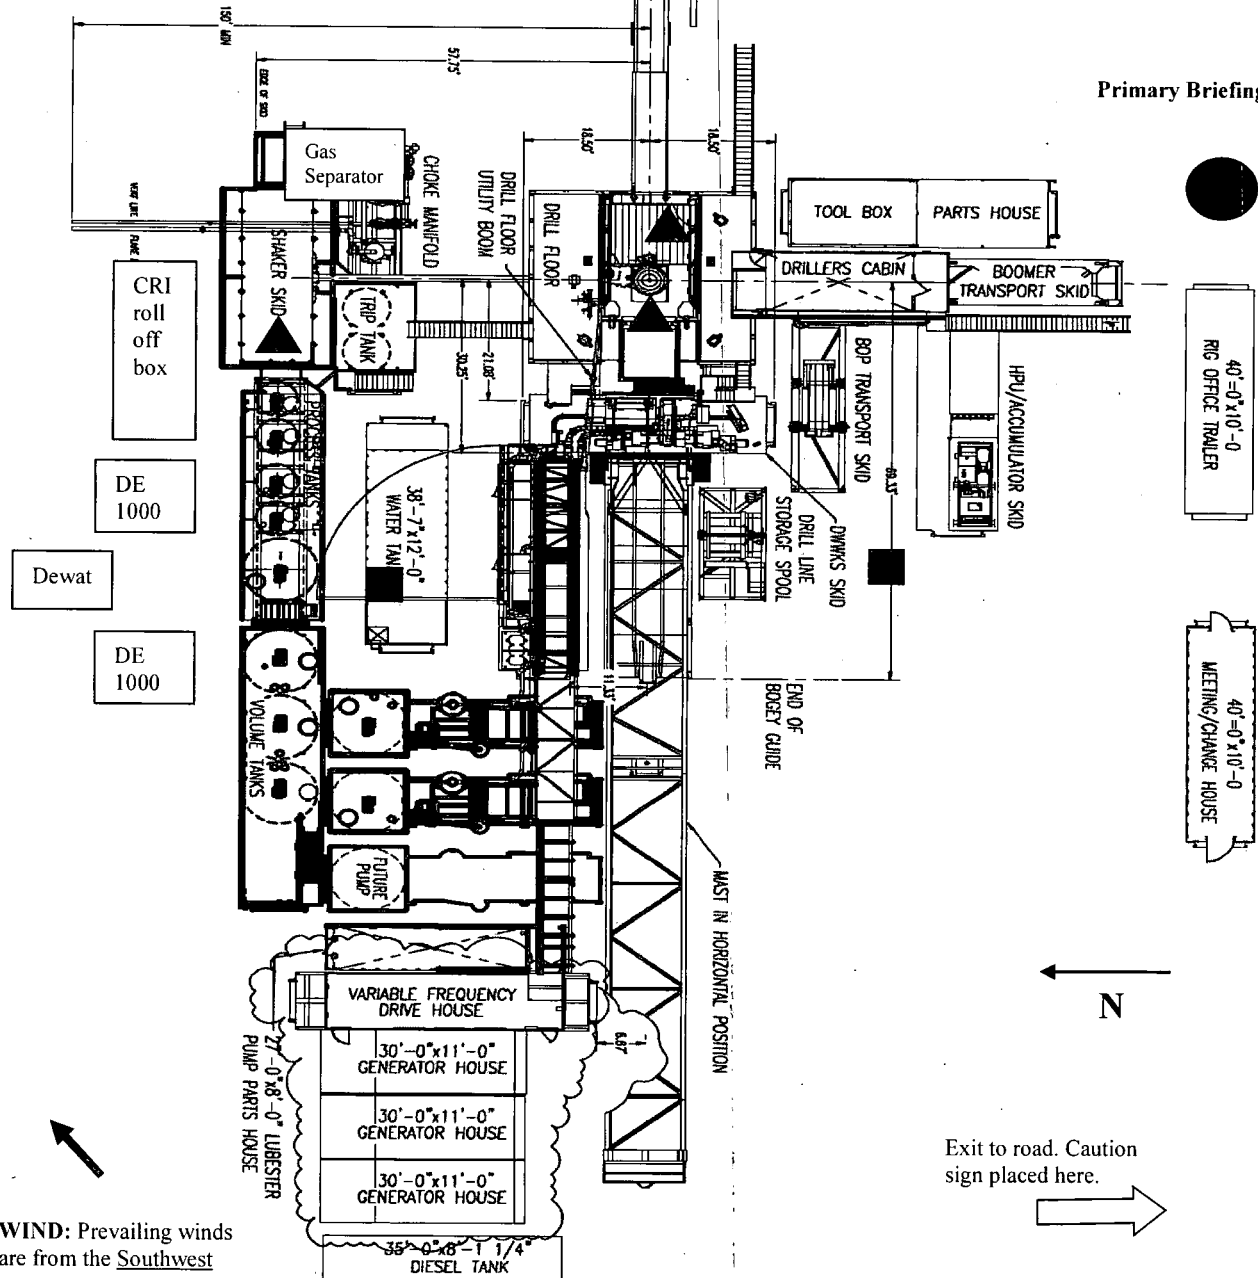 150' MIN
57.75'
EDGE OF SKID
Primary Briefing
18.50'
18.50'
Gas
Separator
CHOKE MANIFOLD
DRILL FLOOR
UTILITY BOOM
DRILL FLOOR
TOOL BOX
PARTS HOUSE
SHAKER SKID
DRILLERS CABIN
BOOMER
TRANSPORT SKID
CRI
roll
off
box
TRIP TANK
30.25'
21.08'
BOP TRANSPORT SKID
HPU/ACCUMULATOR SKID
40'=0"x10'-0
RIG OFFICE TRAILER
DE
1000
38'-7"x12'-0"
WATER TAN
69.33'
DRILL LINE
STORAGE SPOOL
DWWKS SKID
Dewat
DE
1000
VOLUME TANKS
11.33'
END OF
BOGEY GUIDE
40'=0"x10'-0
MEETING/CHANGE HOUSE
FUTURE
PUMP
MAST IN HORIZONTAL POSITION
N
VARIABLE FREQUENCY
DRIVE HOUSE
6.67'
27'-0"x8'-0" LUBESTER
PUMP PARTS HOUSE
30'-0"x11'-0"
GENERATOR HOUSE
30'-0"x11'-0"
GENERATOR HOUSE
30'-0"x11'-0"
GENERATOR HOUSE
35'-0"x8'-1 1/4"
DIESEL TANK
Exit to road. Caution
sign placed here.
WIND: Prevailing winds
are from the Southwest